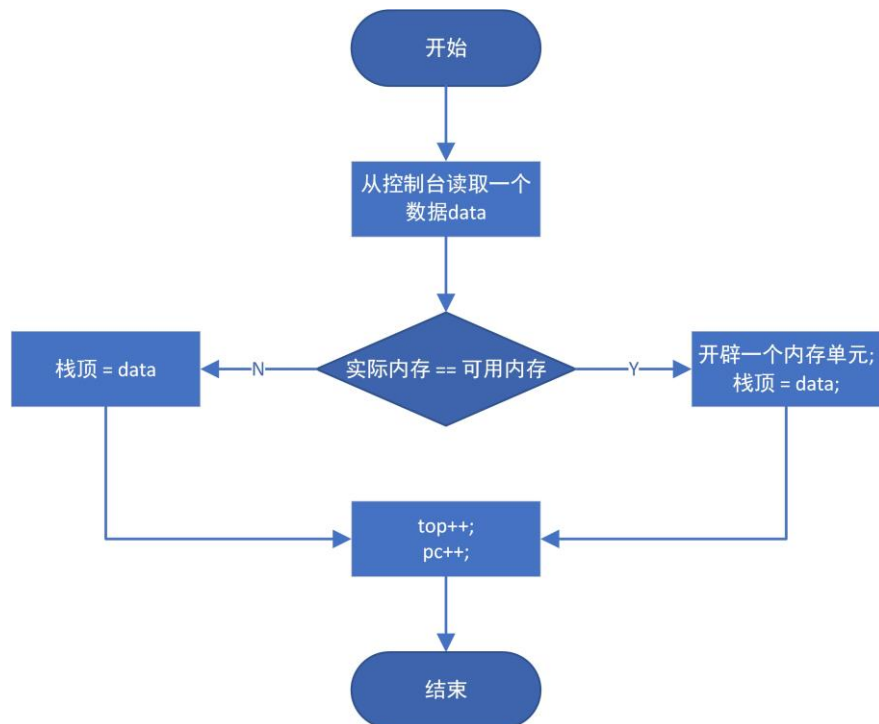 开始
从控制台读取一个
数据data
实际内存 == 可用内存
N
Y
栈顶 = data
开辟一个内存单元;
栈顶 = data;
top++;
pc++;
结束